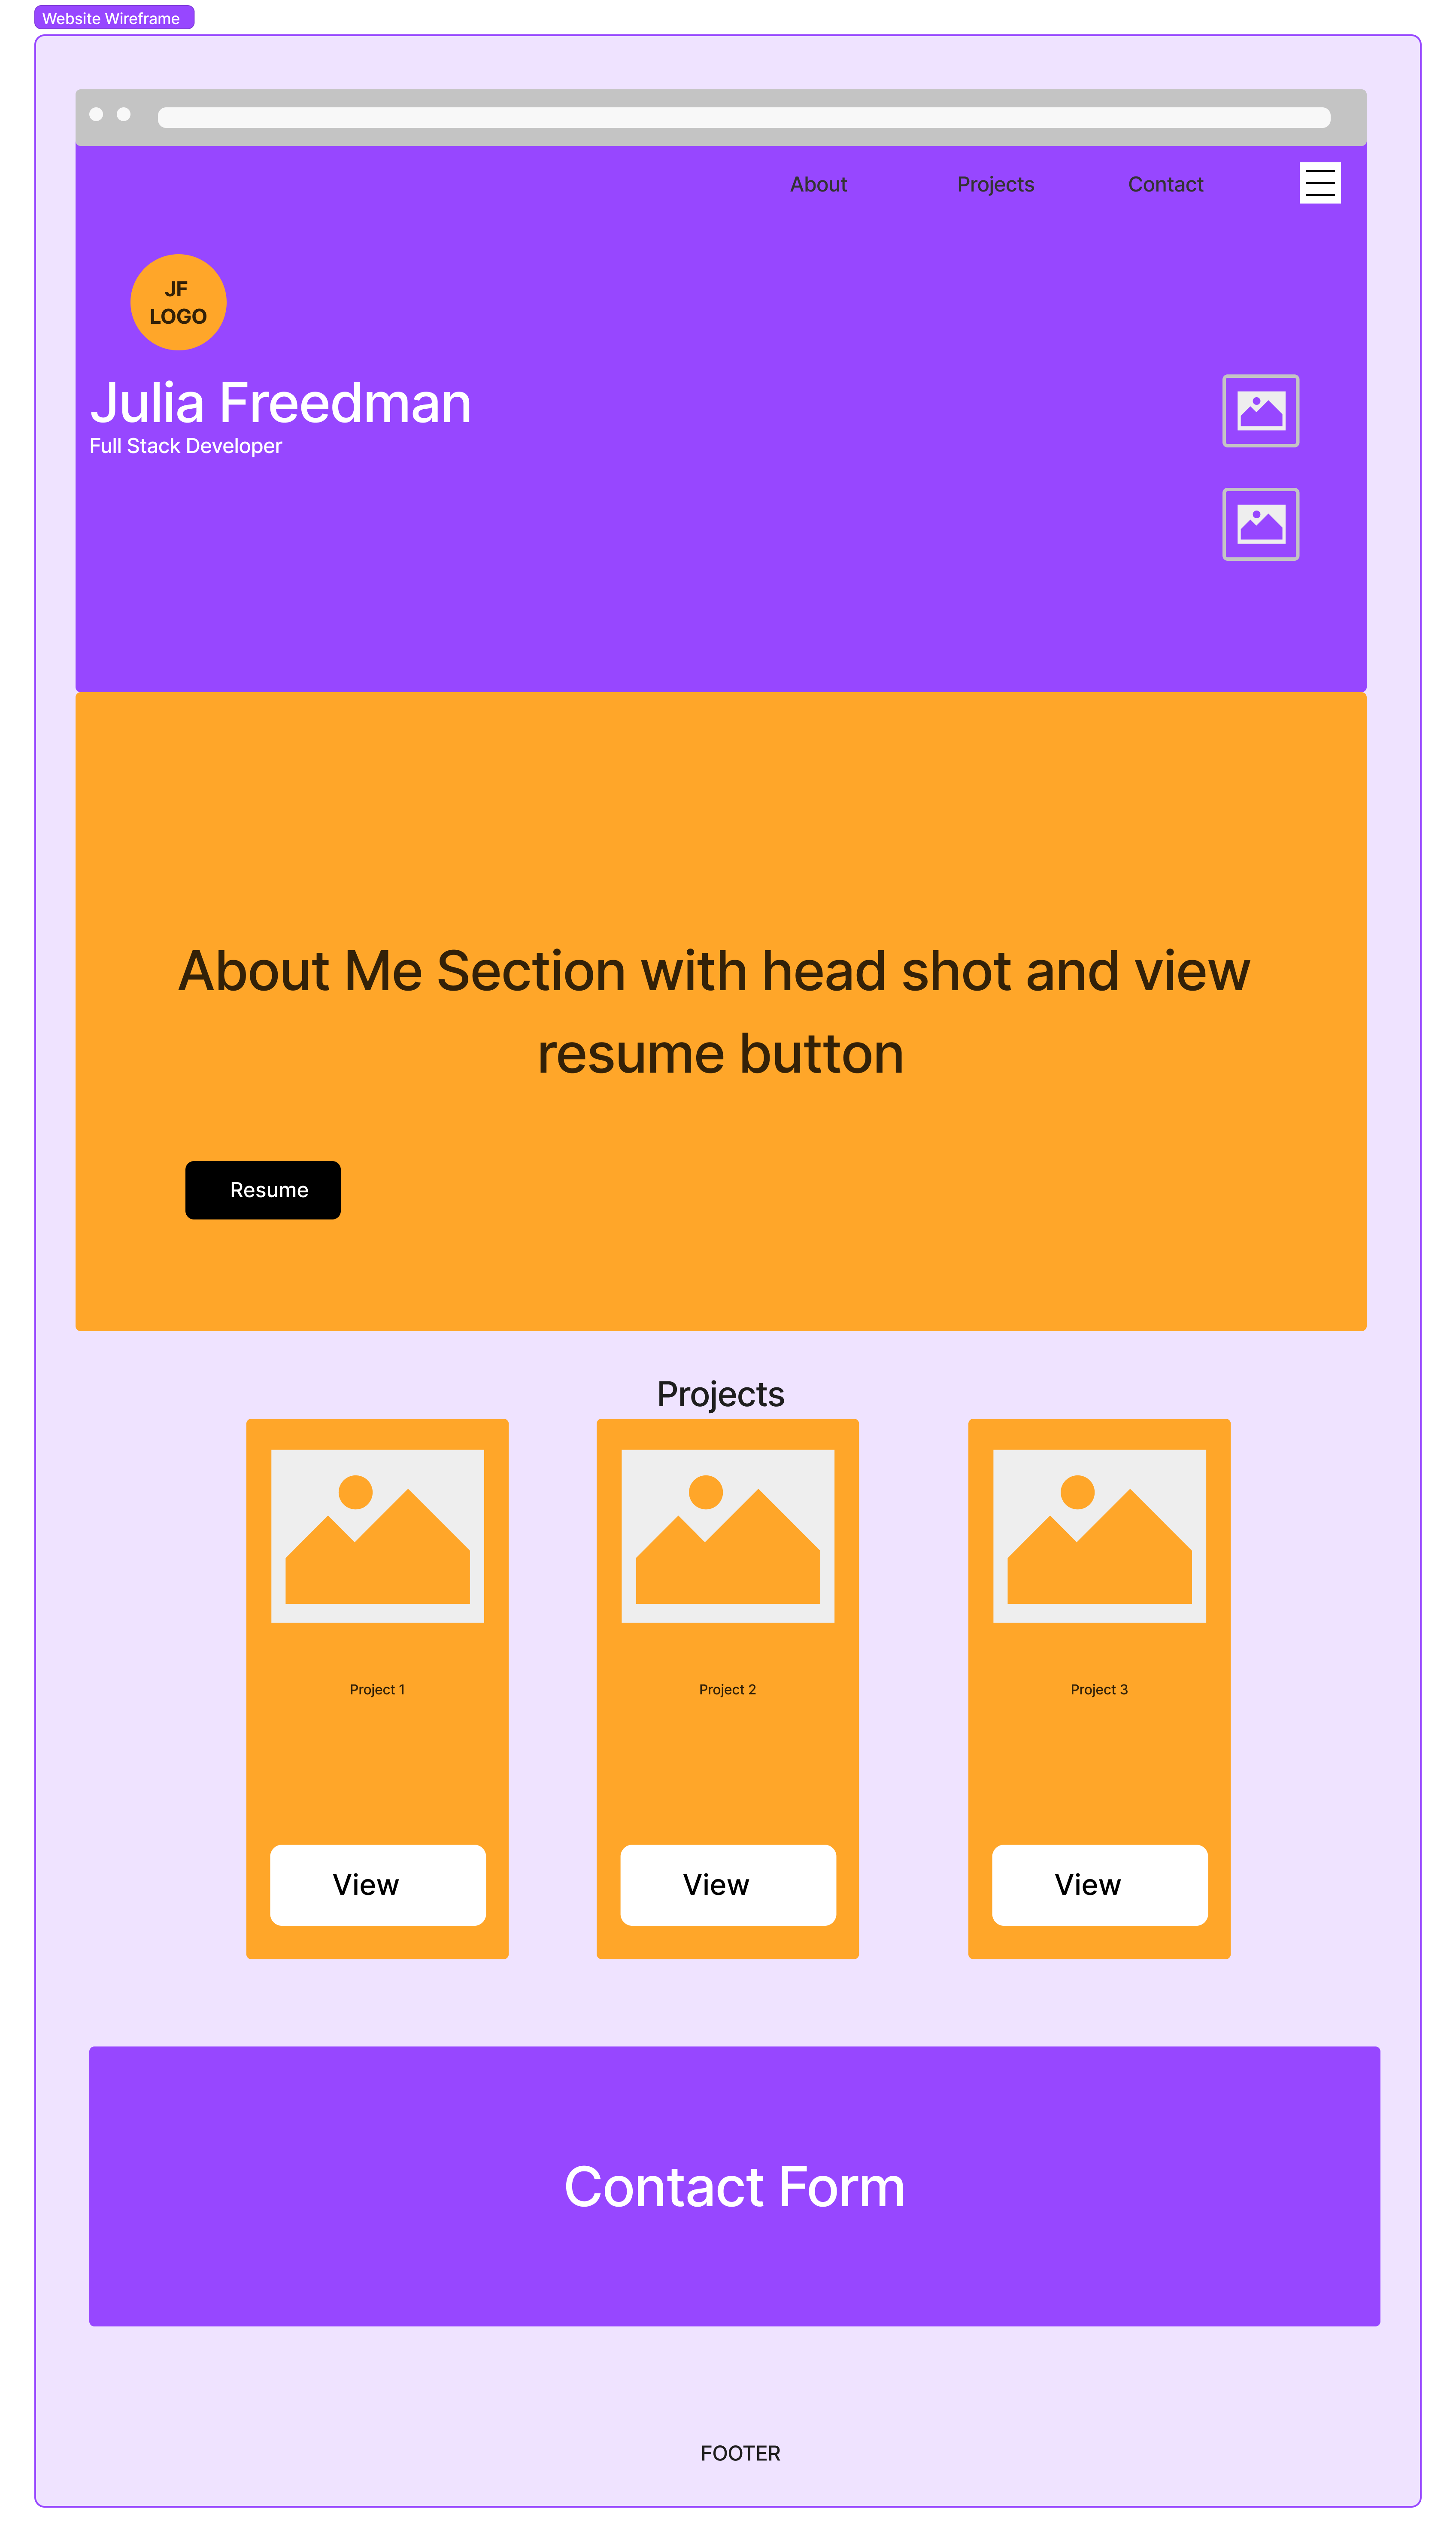 Website Wireframe
About
Projects
Contact
JF
LOGO
Julia Freedman
Full Stack Developer
About Me Section with head shot and view
resume button
Resume
Projects
Project 1
Project 2
Project 3
View
View
View
Contact Form
FOOTER